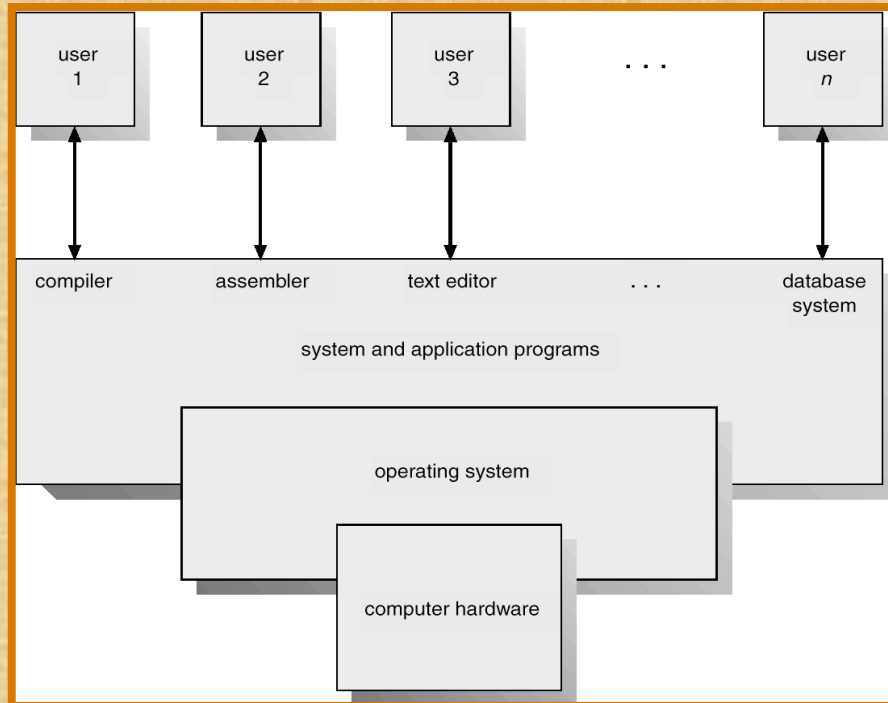 user
1
user
2
user
3
. . .
user
n
compiler
assembler
text editor
. . .
database
system
system and application programs
operating system
computer hardware